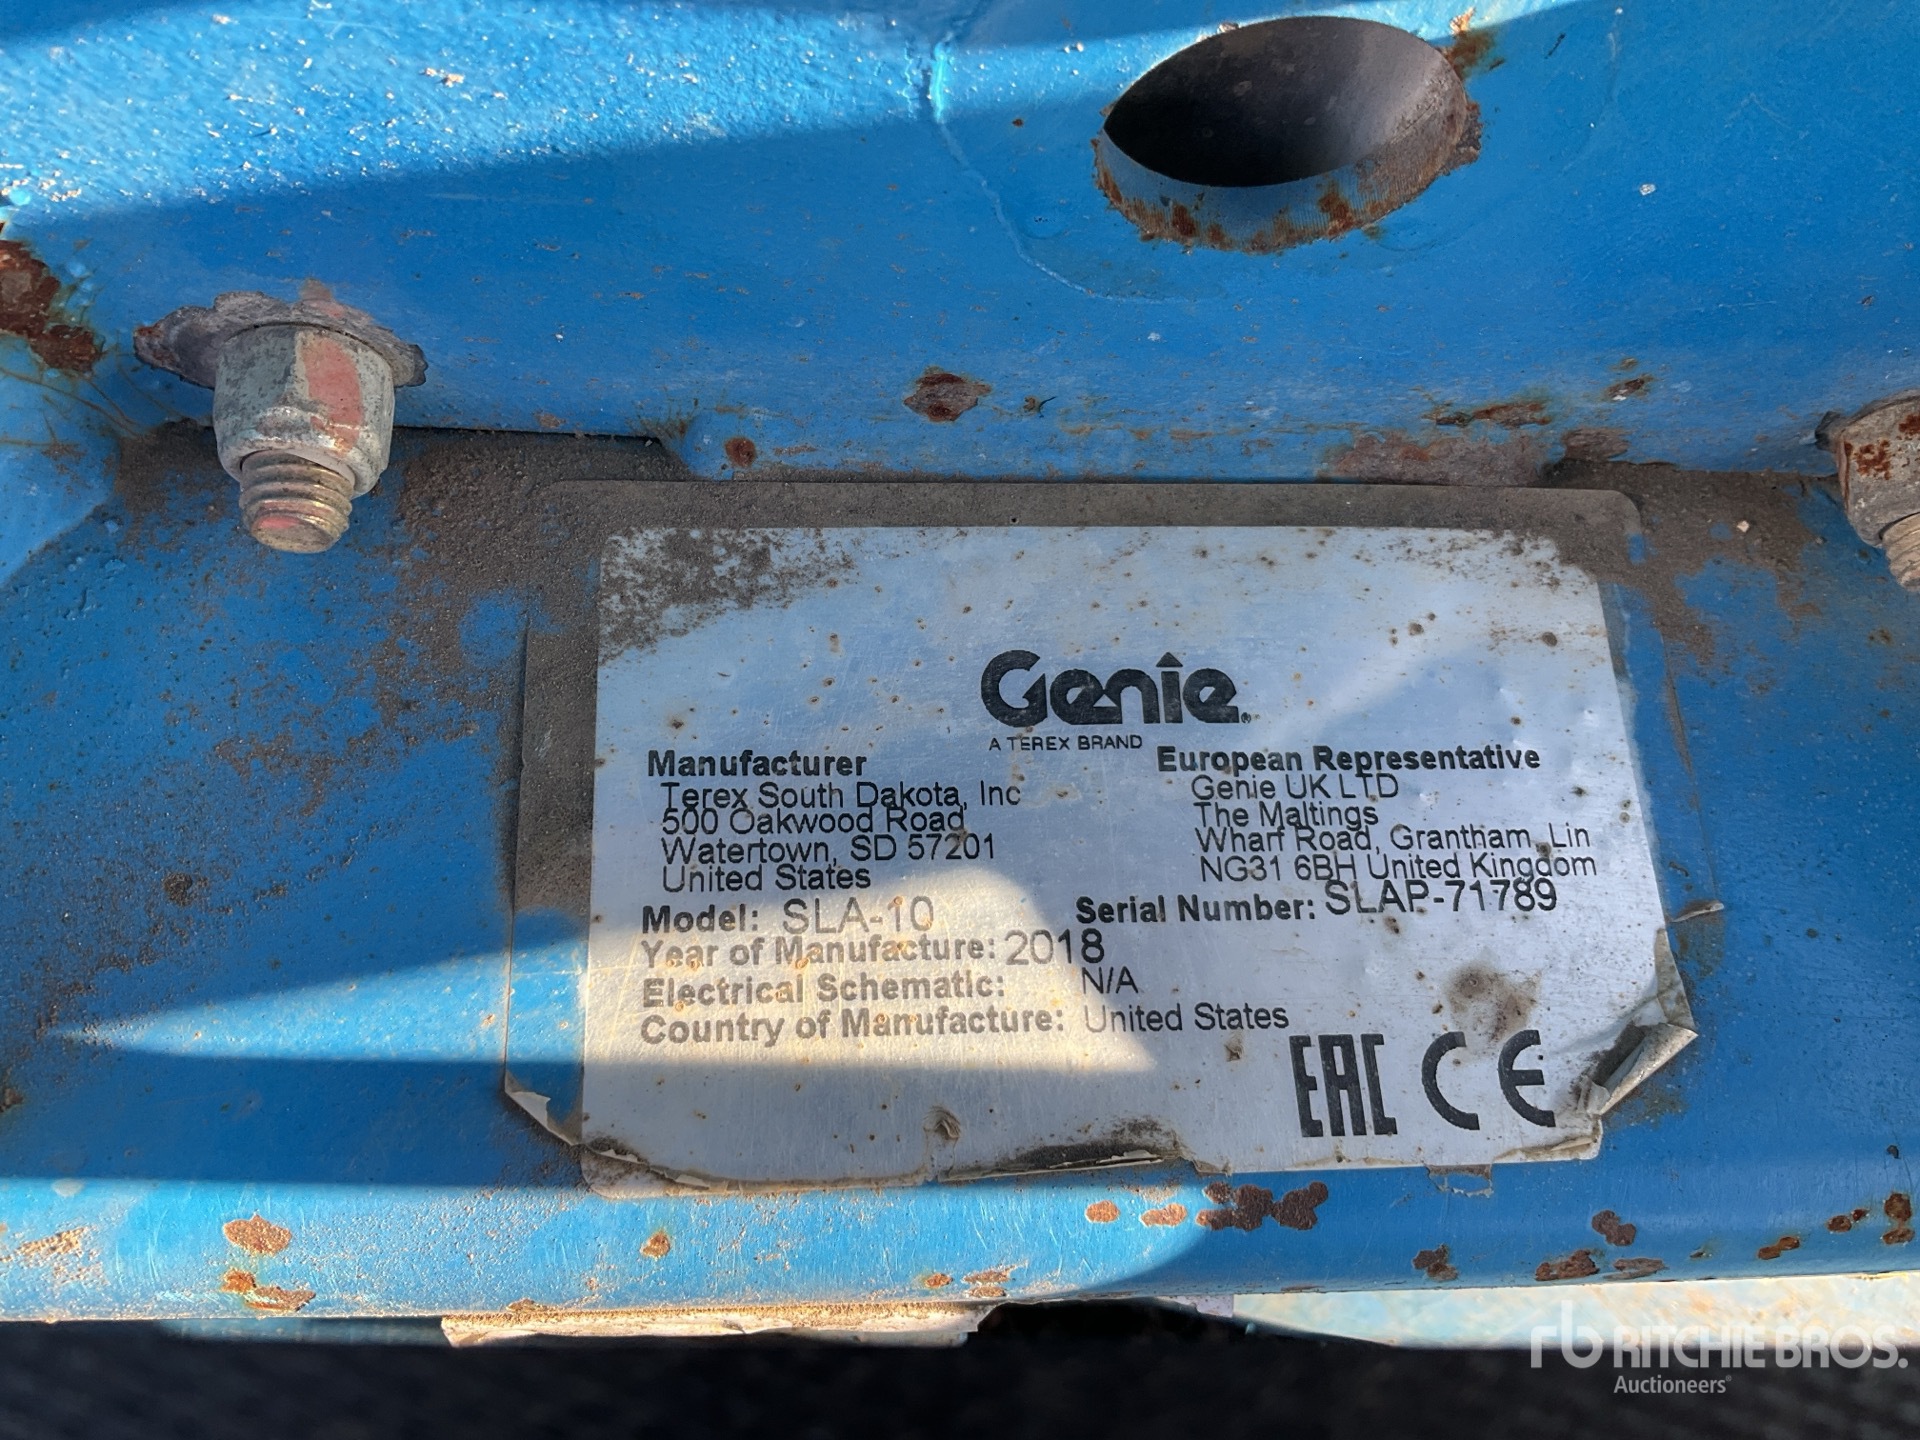 Genie®
A TEREX BRAND
Manufacturer
Terex South Dakota, Inc
500 Oakwood Road
Watertown, SD 57201
United States
European Representative
Genie UK LTD
The Maltings
Wharf Road, Grantham, Lin
NG31 6BH United Kingdom
Model: SLA-10
Serial Number: SLAP-71789
Year of Manufacture: 2018
Electrical Schematic: N/A
Country of Manufacture: United States
EAC CE
rb RITCHIE BROS.
Auctioneers®